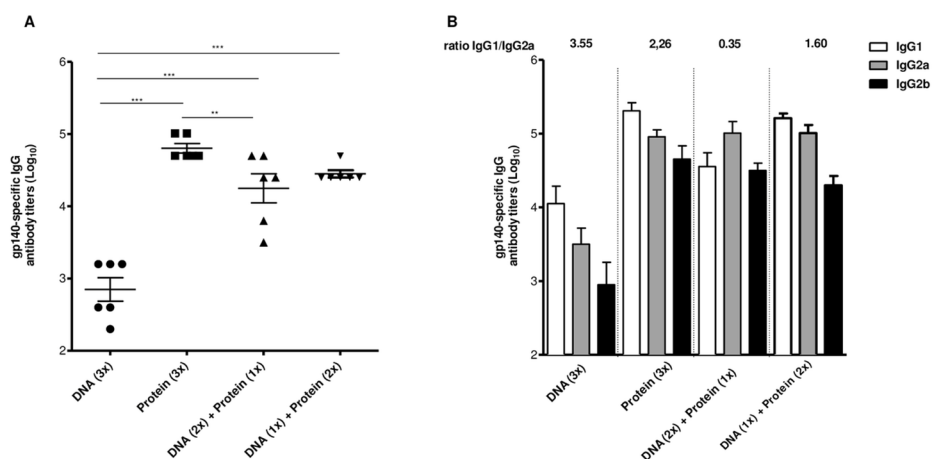 A
gp140-specific IgG
antibody titers (Log10)
6
5
4
3
2
***
***
***
**
DNA (3x)
Protein (3x)
DNA (2x) + Protein (1x)
DNA (1x) + Protein (2x)
B
ratio IgG1/IgG2a 3.55 2,26 0.35 1.60
gp140-specific IgG
antibody titers (Log10)
6
5
4
3
2
IgG1
IgG2a
IgG2b
DNA (3x)
Protein (3x)
DNA (2x) + Protein (1x)
DNA (1x) + Protein (2x)